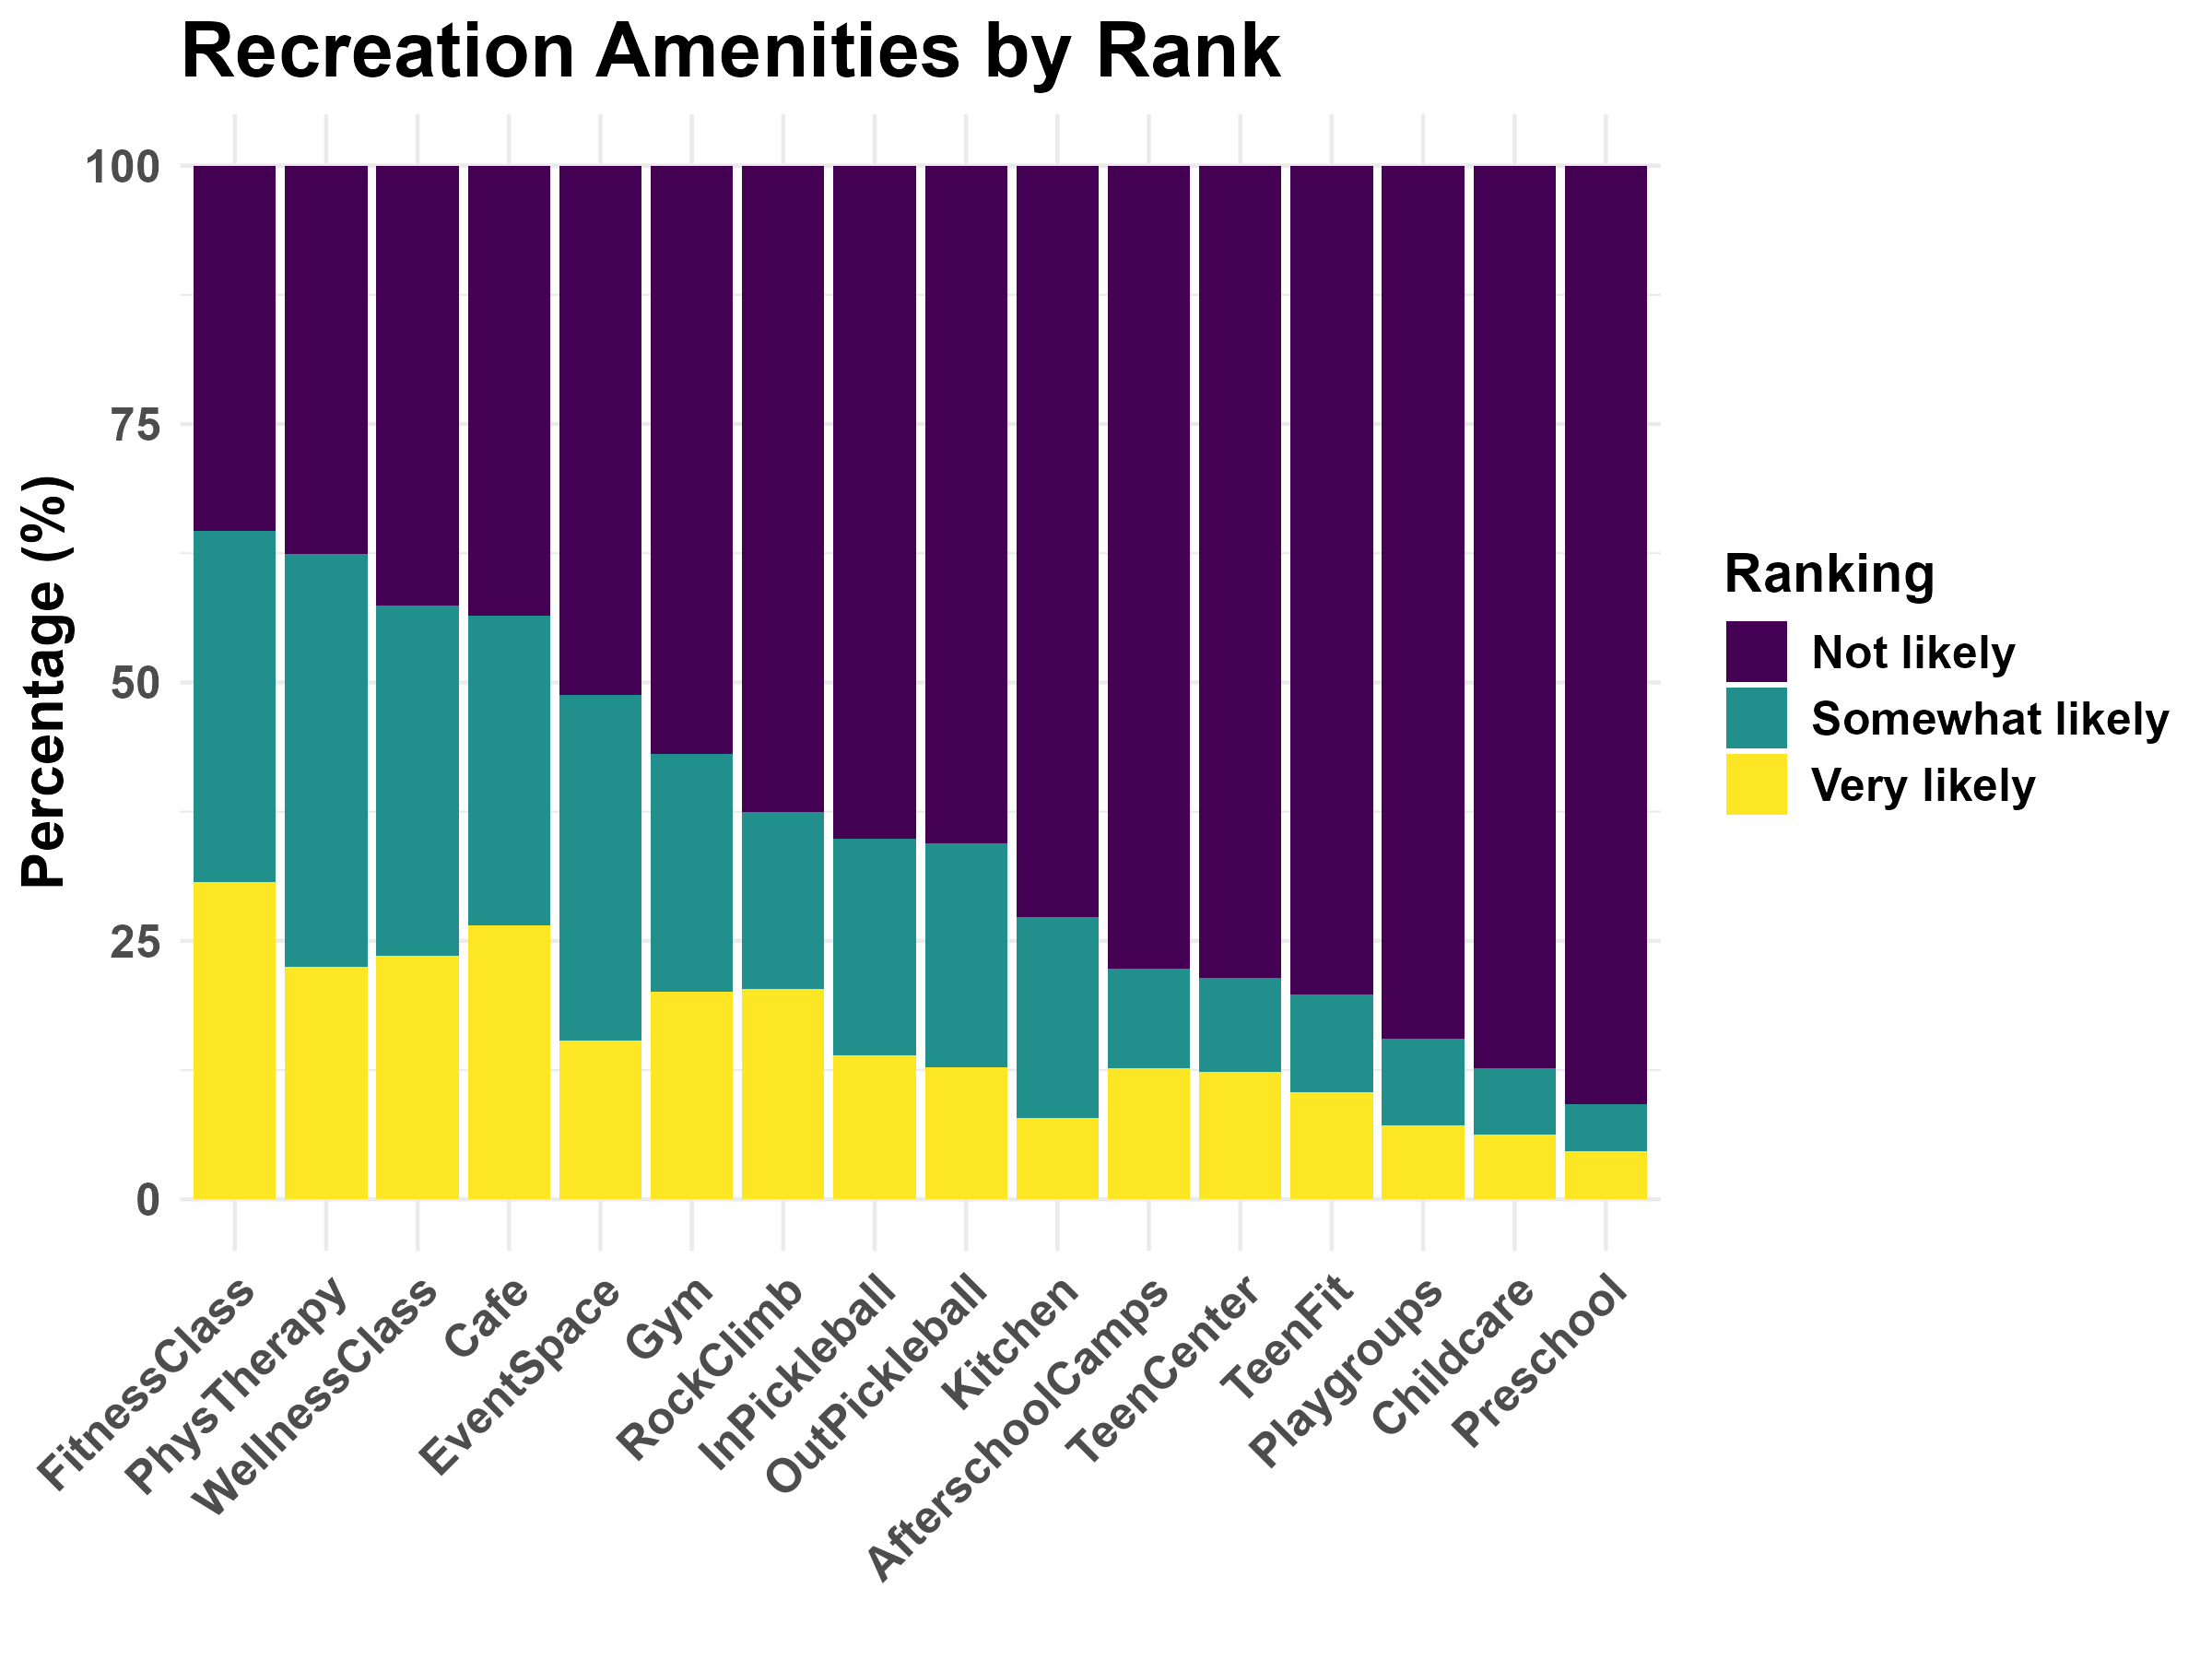 Recreation Amenities by Rank
Percentage (%)
100
75
50
25
0
FitnessClass
PhysTherapy
WellnessClass
Cafe
EventSpace
Gym
RockClimb
InPickleball
OutPickleball
Kitchen
AfterschoolCamps
TeenCenter
TeenFit
Playgroups
Childcare
Preschool
Ranking
Not likely
Somewhat likely
Very likely